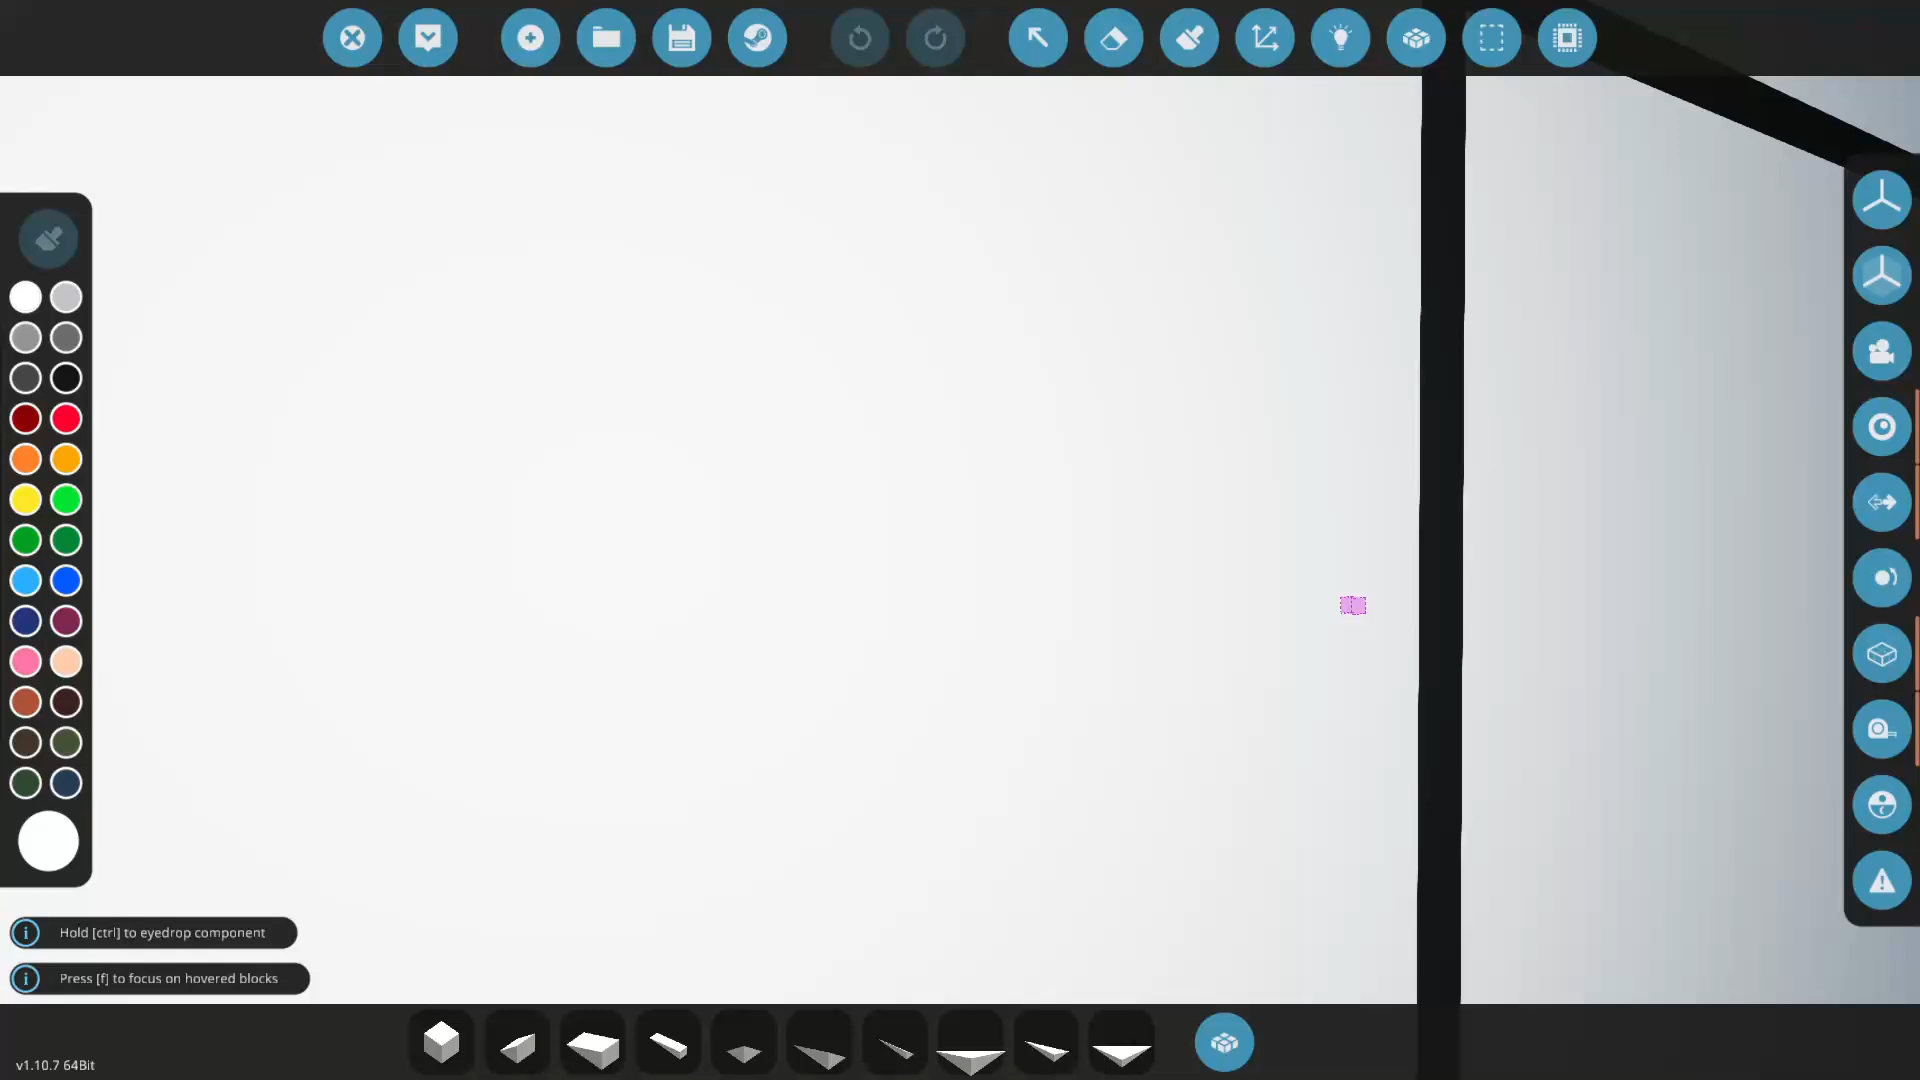 Hold [ctrl] to eyedrop component
Press [f] to focus on hovered blocks
v1.10.7 64Bit